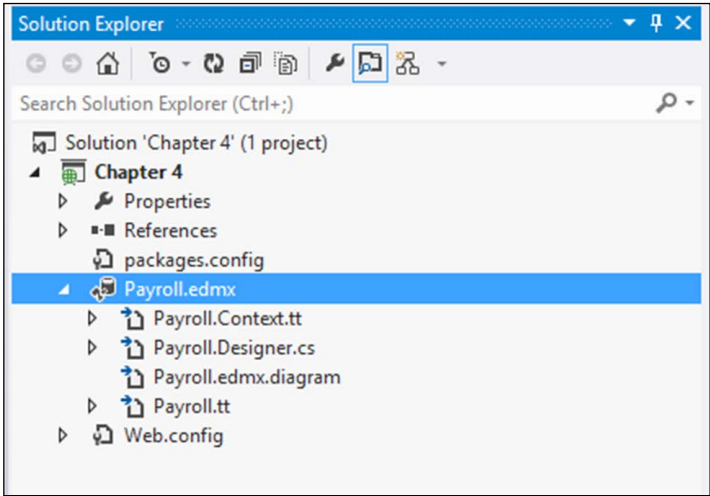 Solution Explorer
Search Solution Explorer (Ctrl+;)
Solution 'Chapter 4' (1 project)
Chapter 4
Properties
References
packages.config
Payroll.edmx
Payroll.Context.tt
Payroll.Designer.cs
Payroll.edmx.diagram
Payroll.tt
Web.config